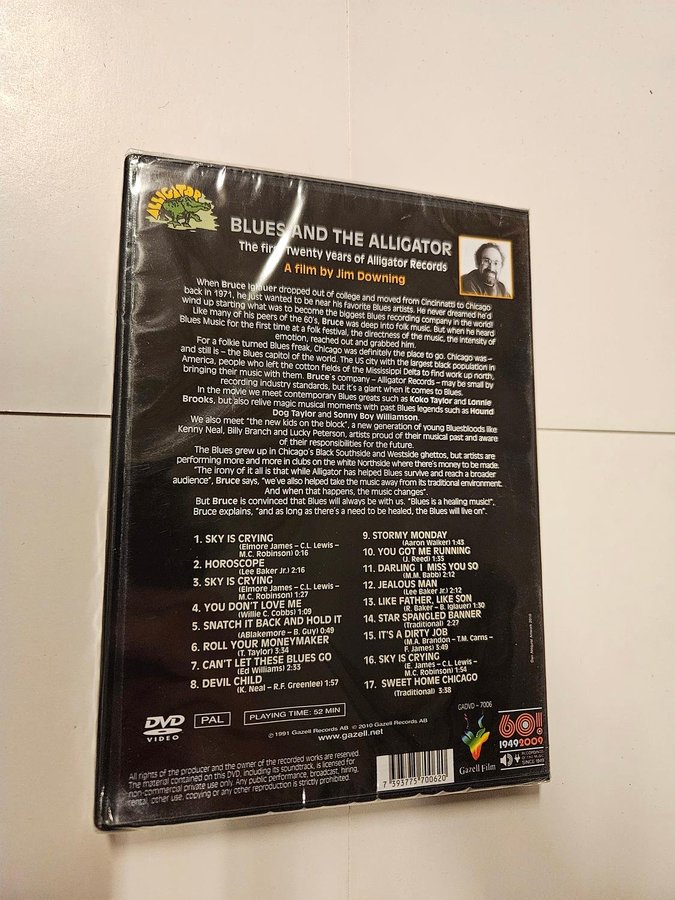 ALLIGATOR
BLUES AND THE ALLIGATOR
The first twenty years of Alligator Records
A film by Jim Downing
When Bruce Iglauer dropped out of college and moved from Cincinnati to Chicago
back in 1971, he just wanted to be near his favorite Blues artists. He never dreamed he'd
wind up starting what was to become the biggest Blues recording company in the world!
Like many of his peers of the 60's, Bruce was deep into folk music. But when he heard
Blues Music for the first time at a folk festival, the directness of the music, the intensity of
emotion, reached out and grabbed him.
For a folkie turned Blues freak, Chicago was definitely the place to go. Chicago was –
and still is – the Blues capitol of the world. The US city with the largest black population in
America, people who left the cotton fields of the Mississippi Delta to find work up north,
bringing their music with them. Bruce's company – Alligator Records – may be small by
recording industry standards, but it's a giant when it comes to Blues.
In the movie we meet contemporary Blues greats such as Koko Taylor and Lonnie
Brooks, but also relive magic musical moments with past Blues legends such as Hound
Dog Taylor and Sonny Boy Williamson.
We also meet "the new kids on the block", a new generation of young Bluesbloods like
Kenny Neal, Billy Branch and Lucky Peterson, artists proud of their musical past and aware
of their responsibilities for the future.
The Blues grew up in Chicago's Black Southside and Westside ghettos, but artists are
performing more and more in clubs on the white Northside where there's money to be made.
"The irony of it all is that while Alligator has helped Blues survive and reach a broader
audience", Bruce says, "we've also helped take the music away from its traditional environment.
And when that happens, the music changes".
But Bruce is convinced that Blues will always be with us. "Blues is a healing music!",
Bruce explains, "and as long as there's a need to be healed, the Blues will live on".
1. SKY IS CRYING
(Elmore James – C.L. Lewis –
M.C. Robinson) 0:16
2. HOROSCOPE
(Lee Baker Jr.) 2:16
3. SKY IS CRYING
(Elmore James – C.L. Lewis –
M.C. Robinson) 1:27
4. YOU DON'T LOVE ME
(Willie C. Cobbs) 1:09
5. SNATCH IT BACK AND HOLD IT
(ABlakemore – B. Guy) 0:49
6. ROLL YOUR MONEYMAKER
(T. Taylor) 3:34
7. CAN'T LET THESE BLUES GO
(Ed Williams) 2:33
8. DEVIL CHILD
(K. Neal – R.F. Greenlee) 1:57
9. STORMY MONDAY
(Aaron Walker) 1:43
10. YOU GOT ME RUNNING
(J. Reed) 1:35
11. DARLING I MISS YOU SO
(M.M. Babb) 2:12
12. JEALOUS MAN
(Lee Baker Jr.) 2:12
13. LIKE FATHER, LIKE SON
(R. Baker – B. Iglauer) 1:30
14. STAR SPANGLED BANNER
(Traditional) 2:27
15. IT'S A DIRTY JOB
(M.A. Brandon – T.M. Carns –
F. James) 3:49
16. SKY IS CRYING
(E. James – C.L. Lewis –
M.C. Robinson) 1:54
17. SWEET HOME CHICAGO
(Traditional) 3:38
DVD
VIDEO
PAL
PLAYING TIME: 52 MIN
℗ 1991 Gazell Records AB © 2010 Gazell Records AB
www.gazell.net
GADVD - 7006
Gazell Film
60!
19492009
SINCE 1949
All rights of the producer and the owner of the recorded works are reserved.
The material contained on this DVD, including its soundtrack, is licensed for
non-commercial private use only. Any public performance, broadcast, hiring,
rental, other use, copying or any other reproduction is strictly prohibited.
7 393775 700620